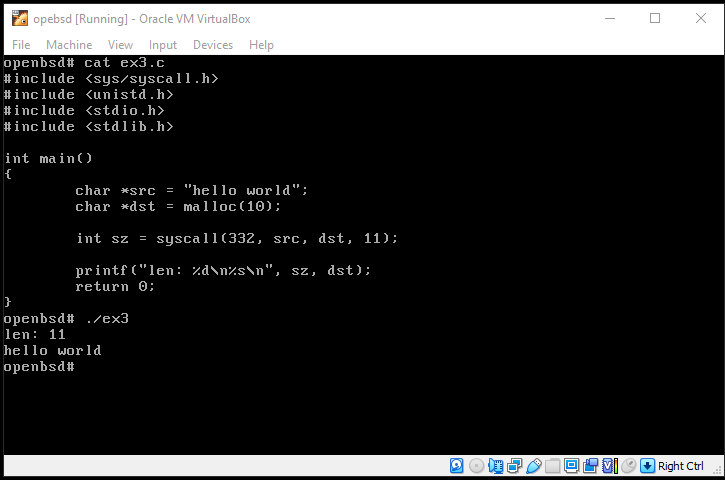 opebsd [Running] - Oracle VM VirtualBox
File Machine View Input Devices Help
openbsd# cat ex3.c
#include <sys/syscall.h>
#include <unistd.h>
#include <stdio.h>
#include <stdlib.h>
int main()
{
char *src = "hello world";
char *dst = malloc(10);
int sz = syscall(332, src, dst, 11);
printf("len: %d\n%s\n", sz, dst);
return 0;
}
openbsd# ./ex3
len: 11
hello world
openbsd#
Right Ctrl